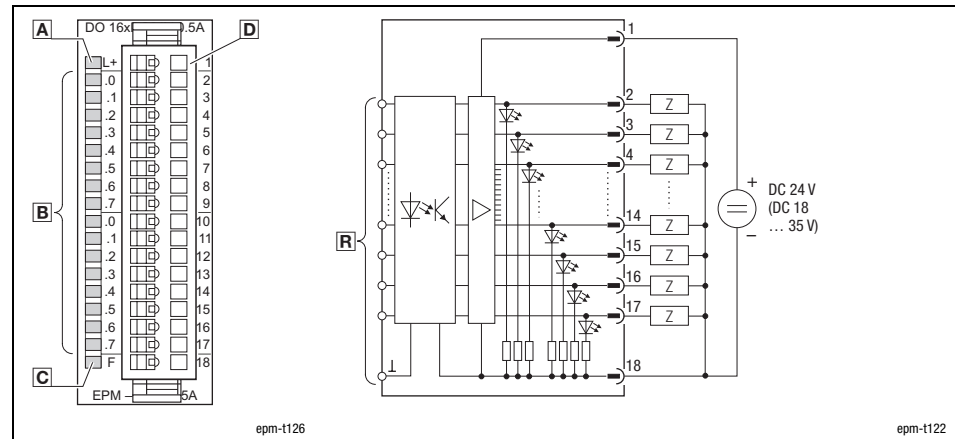 A
DO 16x
0.5A
D
L+ 1
.0 2
.1 3
.2 4
.3 5
.4 6
.5 7
.6 8
.7 9
.0 10
.1 11
.2 12
.3 13
.4 14
.5 15
.6 16
.7 17
F 18
B
C
EPM –
5A
epm-t126
1
2 Z
3 Z
4 Z
14 Z
15 Z
16 Z
17 Z
18
R
⊥
+
DC 24 V
(DC 18
... 35 V)
–
epm-t122